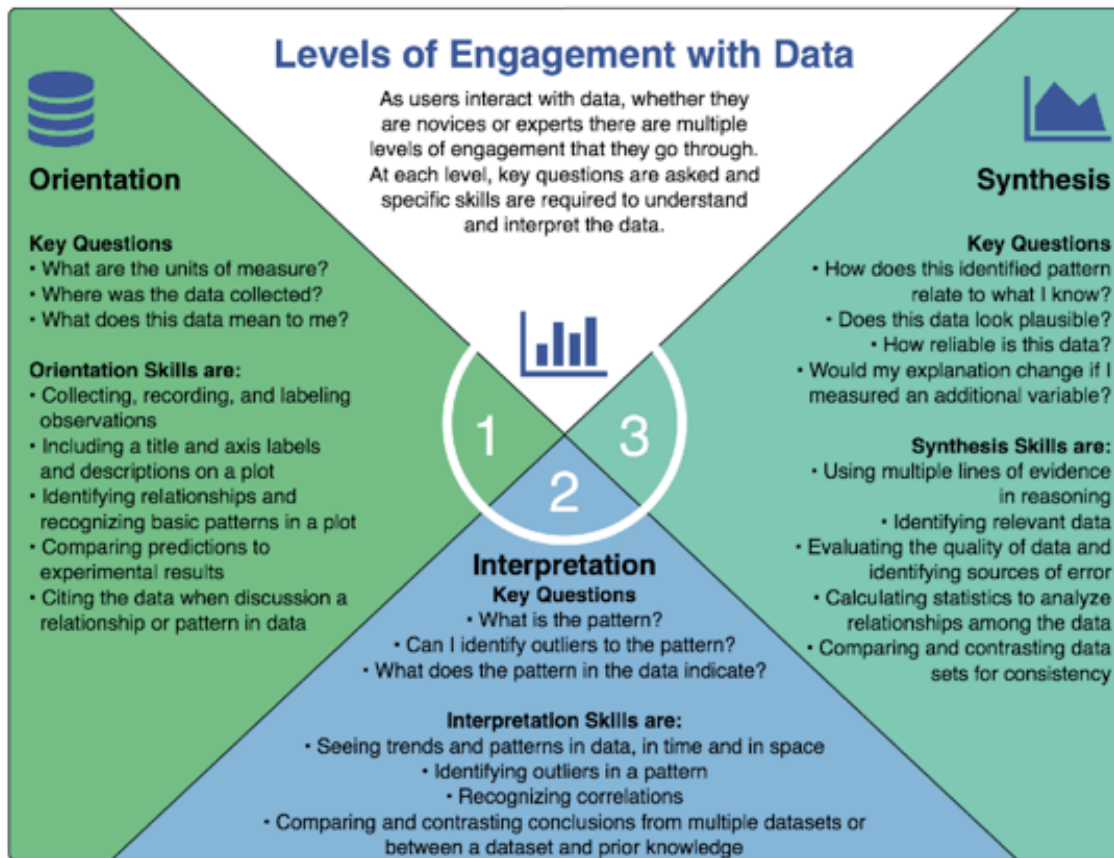 Levels of Engagement with Data
As users interact with data, whether they
are novices or experts there are multiple
levels of engagement that they go through.
At each level, key questions are asked and
specific skills are required to understand
and interpret the data.
Orientation
Key Questions
• What are the units of measure?
• Where was the data collected?
• What does this data mean to me?
Orientation Skills are:
• Collecting, recording, and labeling
observations
• Including a title and axis labels
and descriptions on a plot
• Identifying relationships and
recognizing basic patterns in a plot
• Comparing predictions to
experimental results
• Citing the data when discussion a
relationship or pattern in data
1
2
3
Interpretation
Key Questions
• What is the pattern?
• Can I identify outliers to the pattern?
• What does the pattern in the data indicate?
Interpretation Skills are:
• Seeing trends and patterns in data, in time and in space
• Identifying outliers in a pattern
• Recognizing correlations
• Comparing and contrasting conclusions from multiple datasets or
between a dataset and prior knowledge
Synthesis
Key Questions
• How does this identified pattern
relate to what I know?
• Does this data look plausible?
• How reliable is this data?
• Would my explanation change if I
measured an additional variable?
Synthesis Skills are:
• Using multiple lines of evidence
in reasoning
• Identifying relevant data
• Evaluating the quality of data and
identifying sources of error
• Calculating statistics to analyze
relationships among the data
• Comparing and contrasting data
sets for consistency